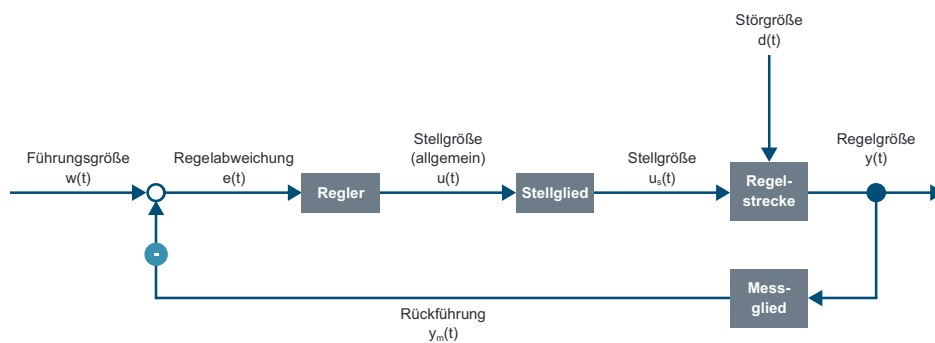 Störgröße
d(t)
Führungsgröße
w(t)
Regelabweichung
e(t)
Regler
Stellgröße
(allgemein)
u(t)
Stellglied
Stellgröße
uₛ(t)
Regel-
strecke
Regelgröße
y(t)
-
Mess-
glied
Rückführung
yₘ(t)